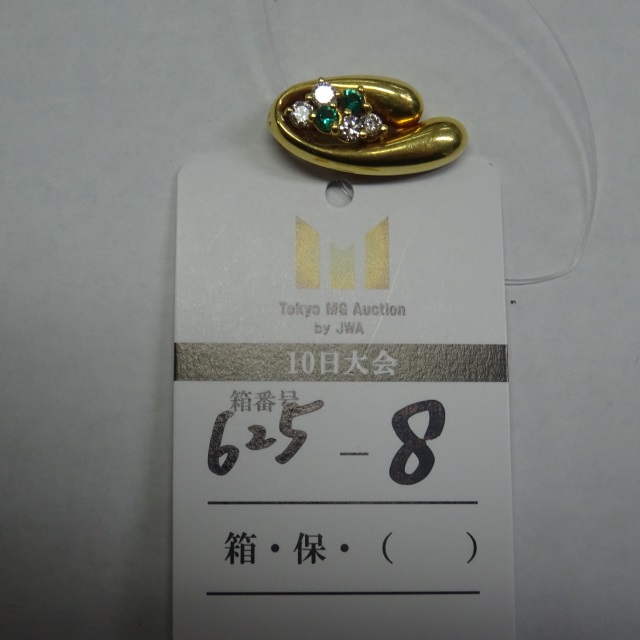 Tokyo MG Auction
by JWA
10日大会
箱番号
625 - 8
箱・保・(　　)